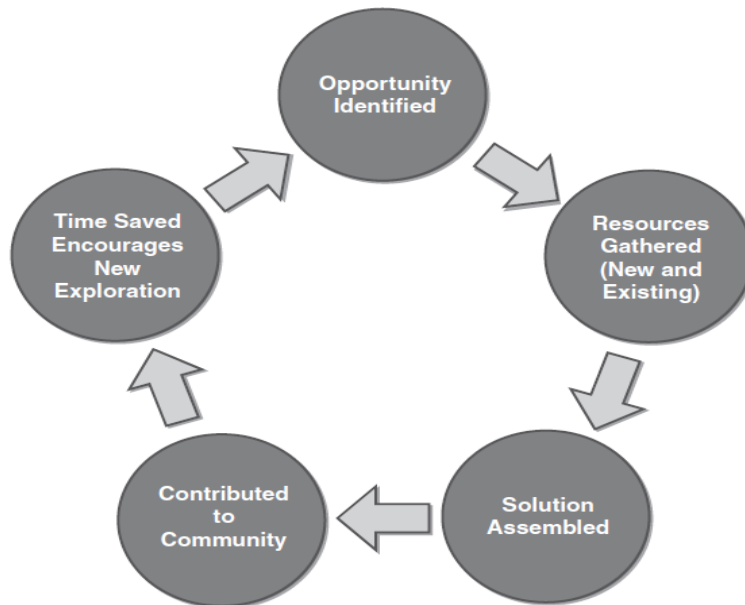 Opportunity
Identified
Resources
Gathered
(New and
Existing)
Solution
Assembled
Contributed
to
Community
Time Saved
Encourages
New
Exploration